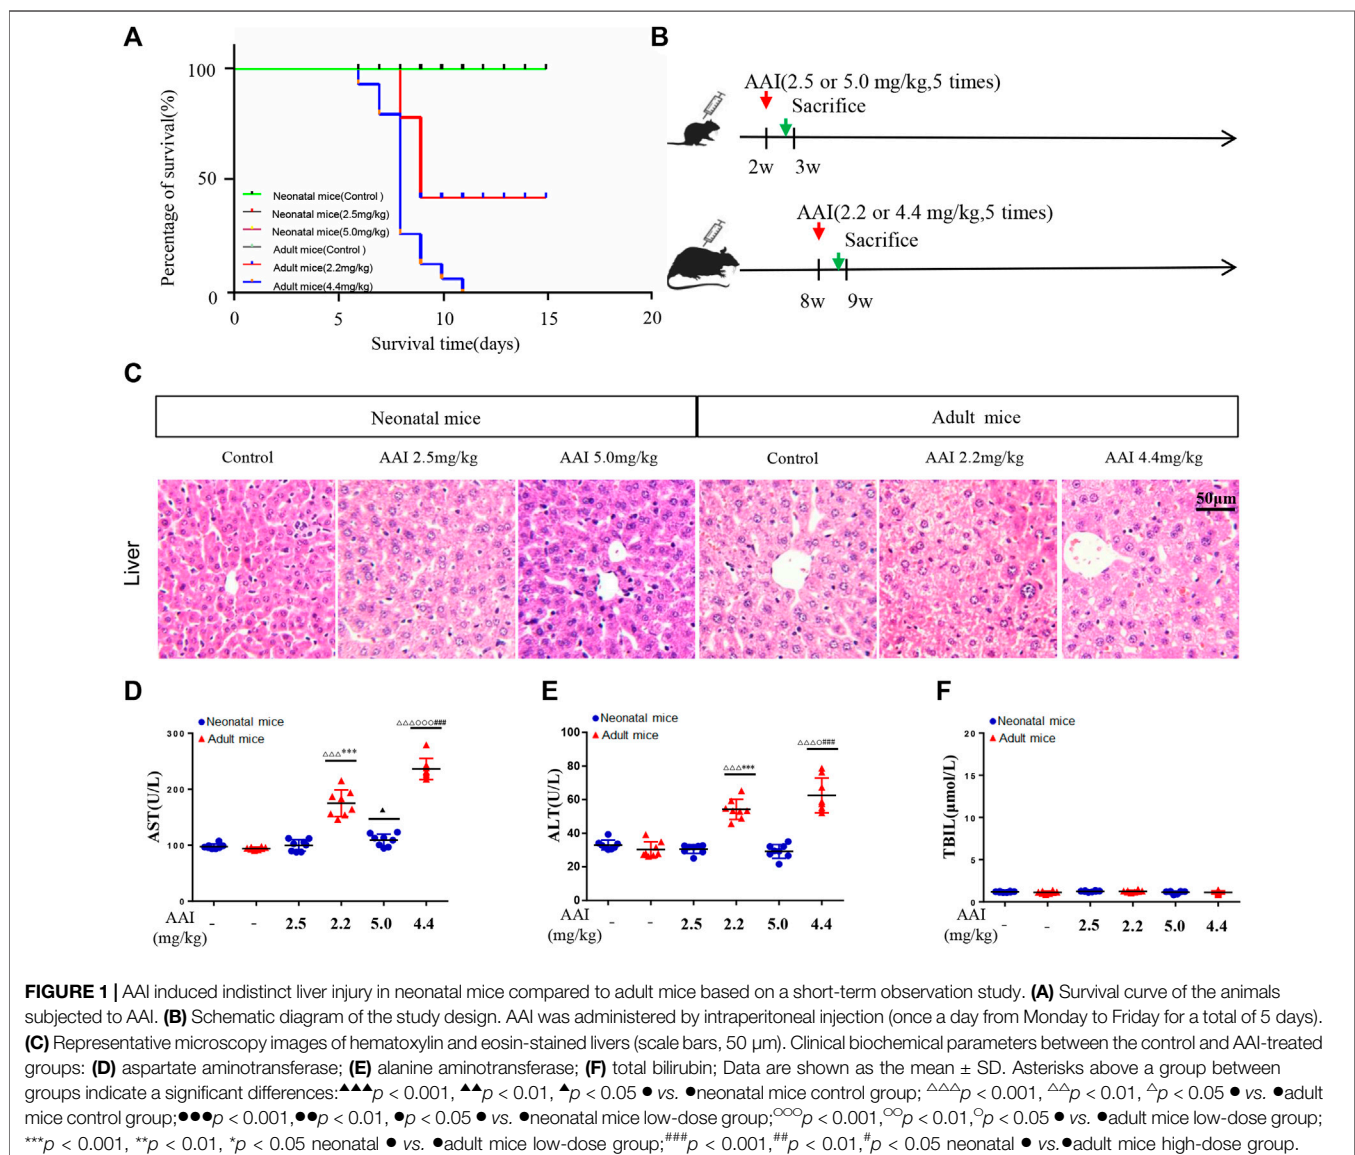 A
Percentage of survival(%)
100
50
0
Neonatal mice(Control )
Neonatal mice(2.5mg/kg)
Neonatal mice(5.0mg/kg)
Adult mice(Control )
Adult mice(2.2mg/kg)
Adult mice(4.4mg/kg)
0 5 10 15 20
Survival time(days)
B
AAI(2.5 or 5.0 mg/kg,5 times)
Sacrifice
2w 3w
AAI(2.2 or 4.4 mg/kg,5 times)
Sacrifice
8w 9w
C
Neonatal mice Adult mice
Control AAI 2.5mg/kg AAI 5.0mg/kg Control AAI 2.2mg/kg AAI 4.4mg/kg
Liver
50μm
D
Neonatal mice
Adult mice
AST(U/L)
300
200
100
0
△△△***
▲
△△△○○○###
AAI
(mg/kg)
- - 2.5 2.2 5.0 4.4
E
Neonatal mice
Adult mice
ALT(U/L)
100
80
60
40
20
0
△△△***
△△△○###
AAI
(mg/kg)
- - 2.5 2.2 5.0 4.4
F
Neonatal mice
Adult mice
TBIL(μmol/L)
20
15
10
5
0
AAI
(mg/kg)
- - 2.5 2.2 5.0 4.4
FIGURE 1 | AAI induced indistinct liver injury in neonatal mice compared to adult mice based on a short-term observation study. (A) Survival curve of the animals
subjected to AAI. (B) Schematic diagram of the study design. AAI was administered by intraperitoneal injection (once a day from Monday to Friday for a total of 5 days).
(C) Representative microscopy images of hematoxylin and eosin-stained livers (scale bars, 50 μm). Clinical biochemical parameters between the control and AAI-treated
groups: (D) aspartate aminotransferase; (E) alanine aminotransferase; (F) total bilirubin; Data are shown as the mean ± SD. Asterisks above a group between
groups indicate a significant differences:▲▲▲p < 0.001, ▲▲p < 0.01, ▲p < 0.05 ● vs. ●neonatal mice control group; △△△p < 0.001, △△p < 0.01, △p < 0.05 ● vs. ●adult
mice control group;●●●p < 0.001,●●p < 0.01, ●p < 0.05 ● vs. ●neonatal mice low-dose group;○○○p < 0.001,○○p < 0.01,○p < 0.05 ● vs. ●adult mice low-dose group;
***p < 0.001, **p < 0.01, *p < 0.05 neonatal ● vs. ●adult mice low-dose group;###p < 0.001,##p < 0.01,#p < 0.05 neonatal ● vs.●adult mice high-dose group.